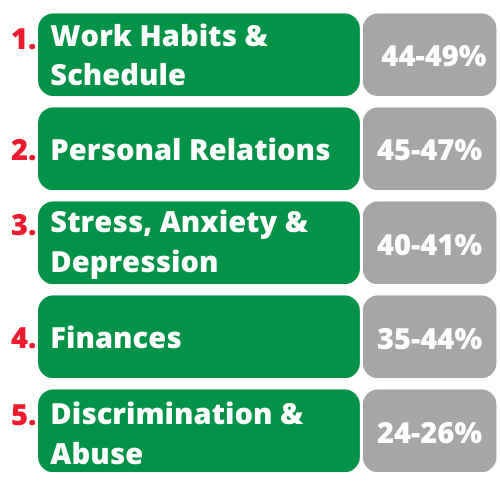 1. Work Habits &
Schedule
44-49%
2. Personal Relations
45-47%
3. Stress, Anxiety &
Depression
40-41%
4. Finances
35-44%
5. Discrimination &
Abuse
24-26%